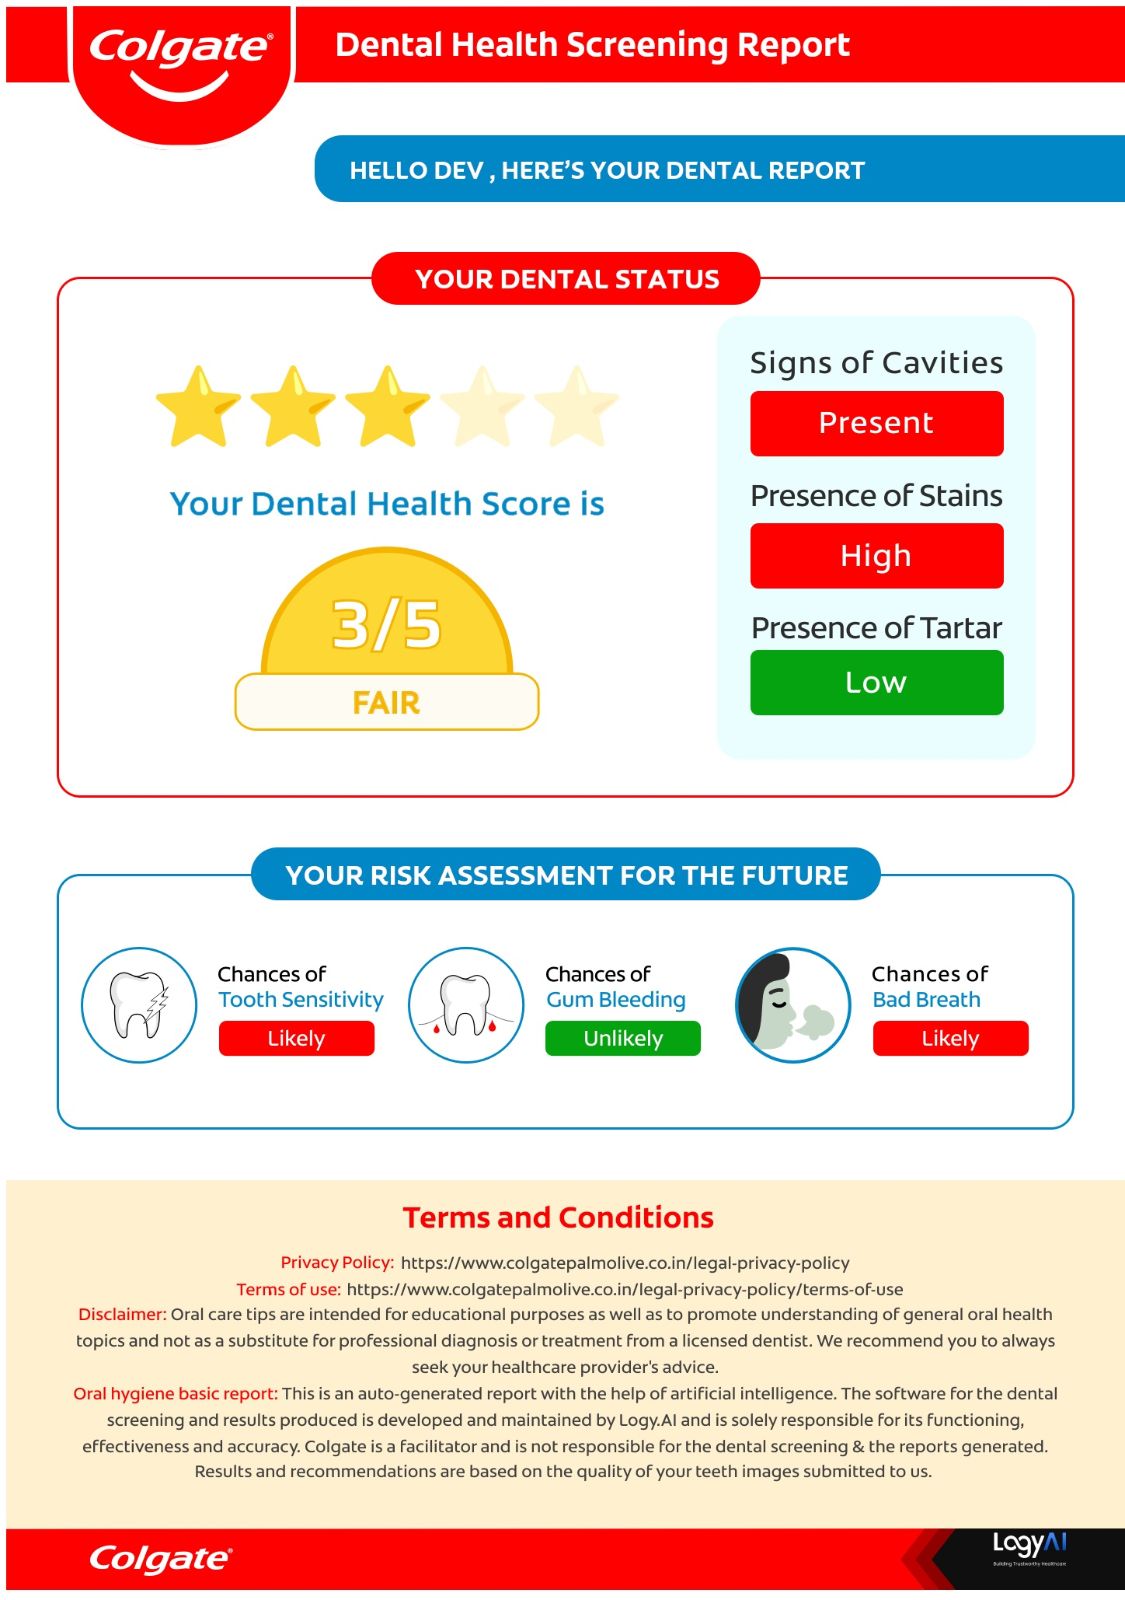 Colgate®
Dental Health Screening Report
HELLO DEV , HERE'S YOUR DENTAL REPORT
YOUR DENTAL STATUS
Your Dental Health Score is
3/5
FAIR
Signs of Cavities
Present
Presence of Stains
High
Presence of Tartar
Low
YOUR RISK ASSESSMENT FOR THE FUTURE
Chances of
Tooth Sensitivity
Likely
Chances of
Gum Bleeding
Unlikely
Chances of
Bad Breath
Likely
Terms and Conditions
Privacy Policy: https://www.colgatepalmolive.co.in/legal-privacy-policy
Terms of use: https://www.colgatepalmolive.co.in/legal-privacy-policy/terms-of-use
Disclaimer: Oral care tips are intended for educational purposes as well as to promote understanding of general oral health
topics and not as a substitute for professional diagnosis or treatment from a licensed dentist. We recommend you to always
seek your healthcare provider's advice.
Oral hygiene basic report: This is an auto-generated report with the help of artificial intelligence. The software for the dental
screening and results produced is developed and maintained by Logy.AI and is solely responsible for its functioning,
effectiveness and accuracy. Colgate is a facilitator and is not responsible for the dental screening & the reports generated.
Results and recommendations are based on the quality of your teeth images submitted to us.
Colgate®
LogyAI
Building Trustworthy Healthcare